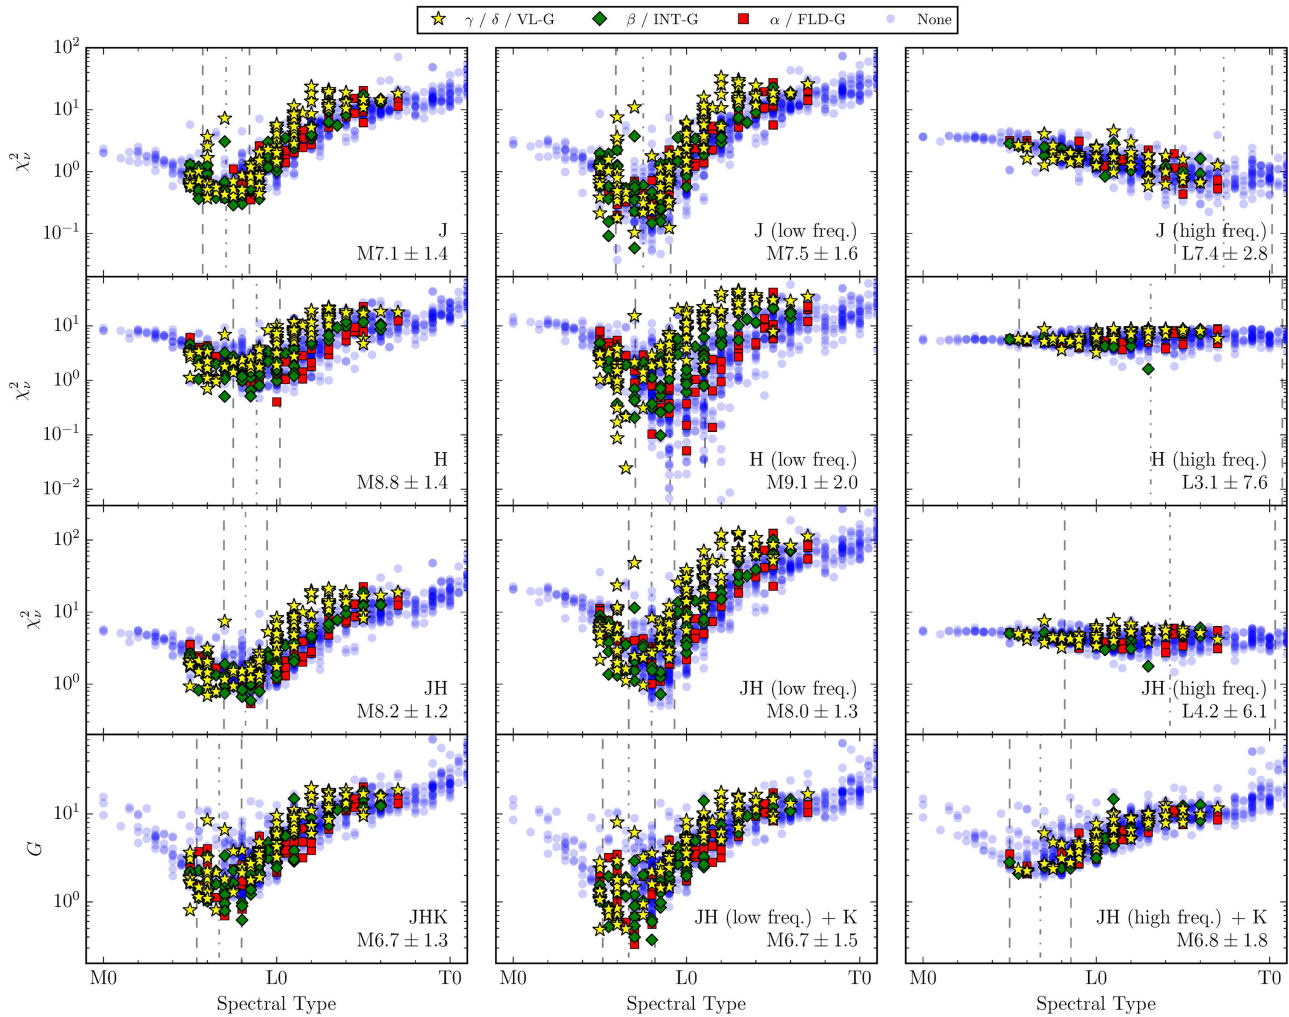 γ / δ / VL-G β / INT-G α / FLD-G None
10² 10¹ 10⁰ 10⁻¹
χ²ᵥ
J
M7.1 ± 1.4
J (low freq.)
M7.5 ± 1.6
J (high freq.)
L7.4 ± 2.8
10¹ 10⁰ 10⁻¹ 10⁻²
χ²ᵥ
H
M8.8 ± 1.4
H (low freq.)
M9.1 ± 2.0
H (high freq.)
L3.1 ± 7.6
10² 10¹ 10⁰
χ²ᵥ
JH
M8.2 ± 1.2
JH (low freq.)
M8.0 ± 1.3
JH (high freq.)
L4.2 ± 6.1
10¹ 10⁰
G
JHK
M6.7 ± 1.3
JH (low freq.) + K
M6.7 ± 1.5
JH (high freq.) + K
M6.8 ± 1.8
M0 L0 T0 M0 L0 T0 M0 L0 T0
Spectral Type Spectral Type Spectral Type